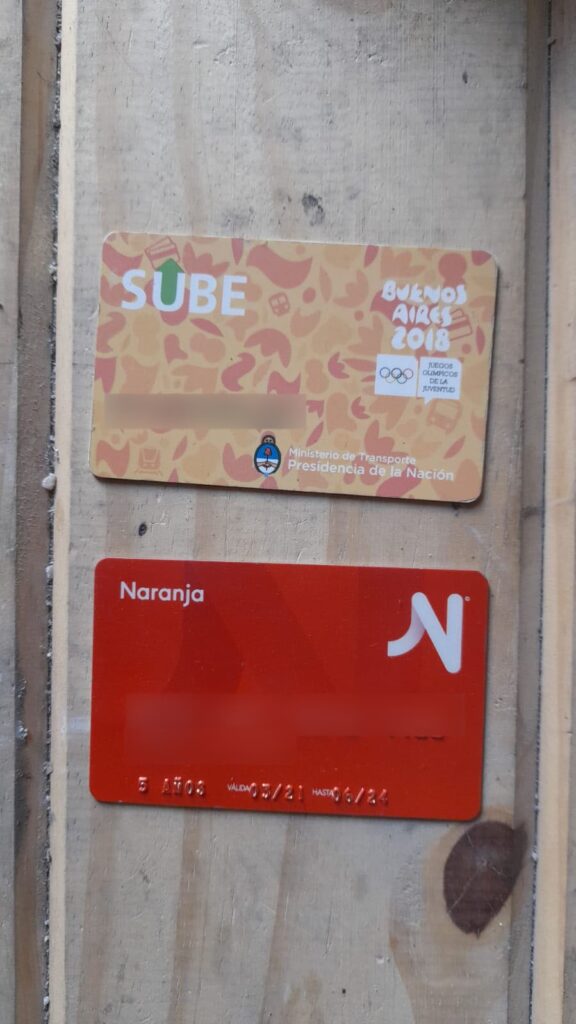 SUBE
BUENOS
AIRES
2018
JUEGOS
OLÍMPICOS
DE LA
JUVENTUD
Ministerio de Transporte
Presidencia de la Nación
Naranja
N
5 AÑOS VÁLIDA 03/21 HASTA 06/24